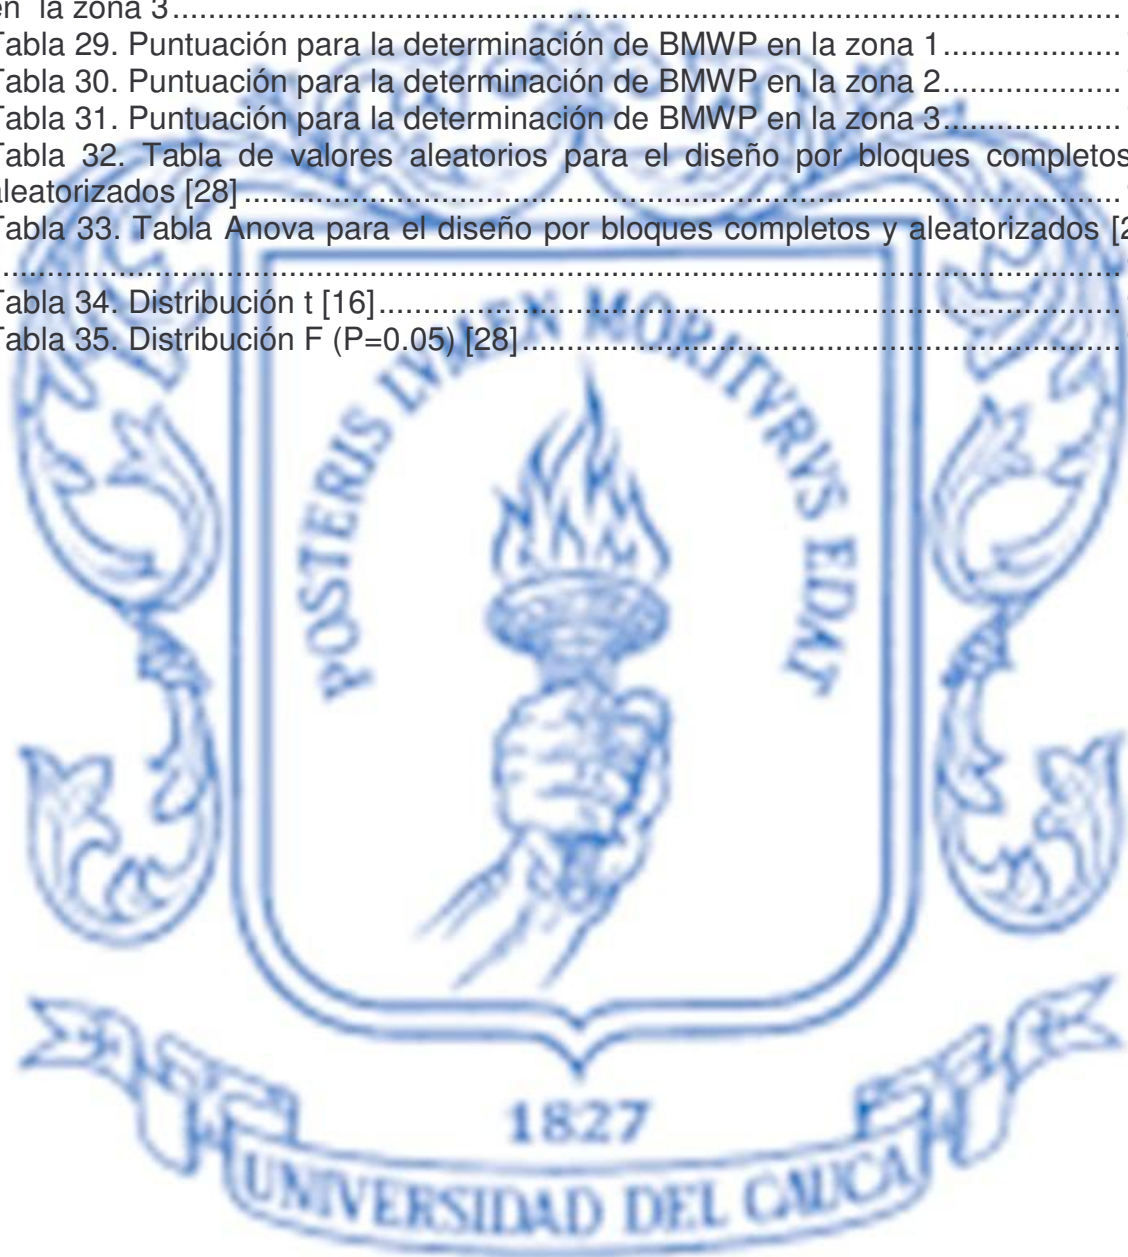 en la zona 3
Tabla 29. Puntuación para la determinación de BMWP en la zona 1
Tabla 30. Puntuación para la determinación de BMWP en la zona 2
Tabla 31. Puntuación para la determinación de BMWP en la zona 3
Tabla 32. Tabla de valores aleatorios para el diseño por bloques completos
aleatorizados [28]
Tabla 33. Tabla Anova para el diseño por bloques completos y aleatorizados [2
Tabla 34. Distribución t [16]
Tabla 35. Distribución F (P=0.05) [28]
POSTERIS LVMEN MORITVRVS EDAT
1827
UNIVERSIDAD DEL CAUCA